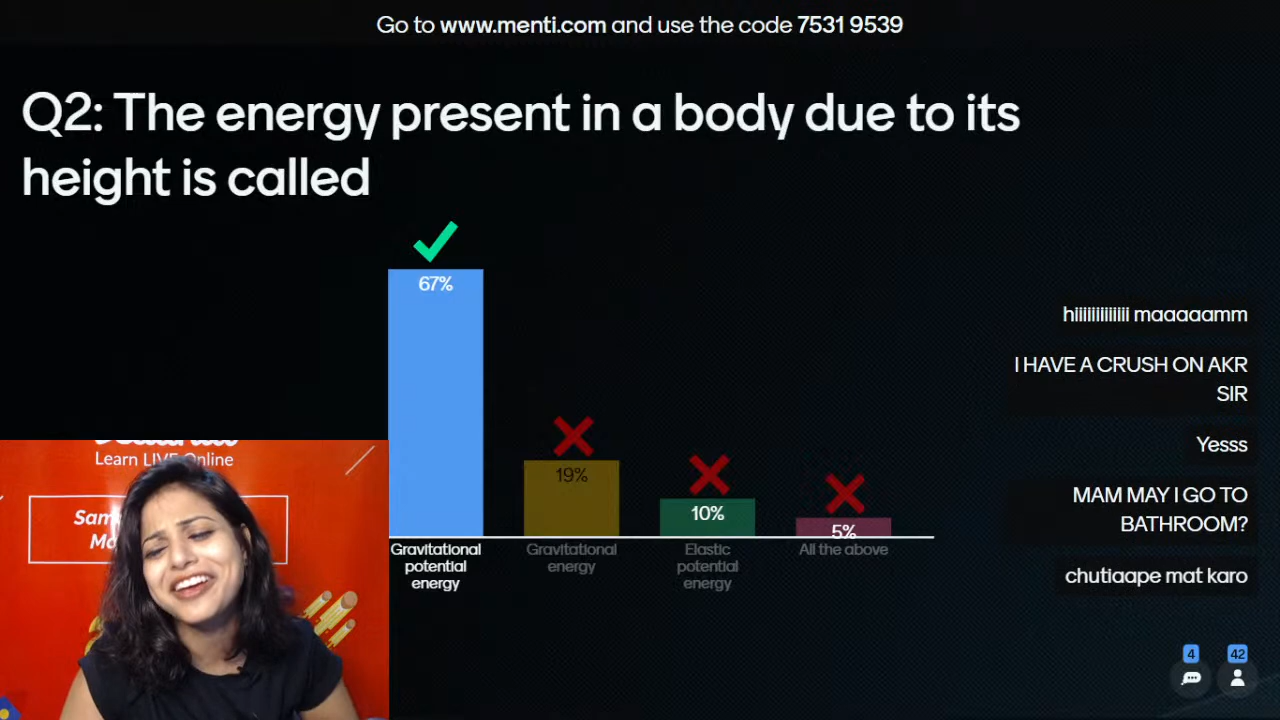 Go to www.menti.com and use the code 7531 9539
Q2: The energy present in a body due to its
height is called
67%
19%
10%
5%
Gravitational
potential
energy
Gravitational
energy
Elastic
potential
energy
All the above
hiiiiiiiiiiiii maaaaamm
I HAVE A CRUSH ON AKR
SIR
Yesss
MAM MAY I GO TO
BATHROOM?
chutiaape mat karo
4
42
Learn LIVE Online